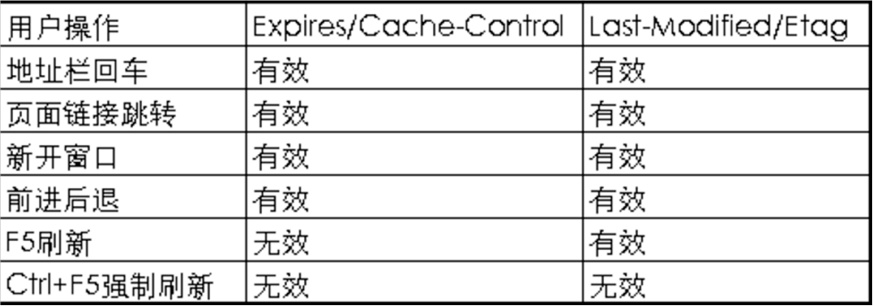 用户操作 Expires/Cache-Control Last-Modified/Etag
地址栏回车 有效 有效
页面链接跳转 有效 有效
新开窗口 有效 有效
前进后退 有效 有效
F5刷新 无效 有效
Ctrl+F5强制刷新 无效 无效